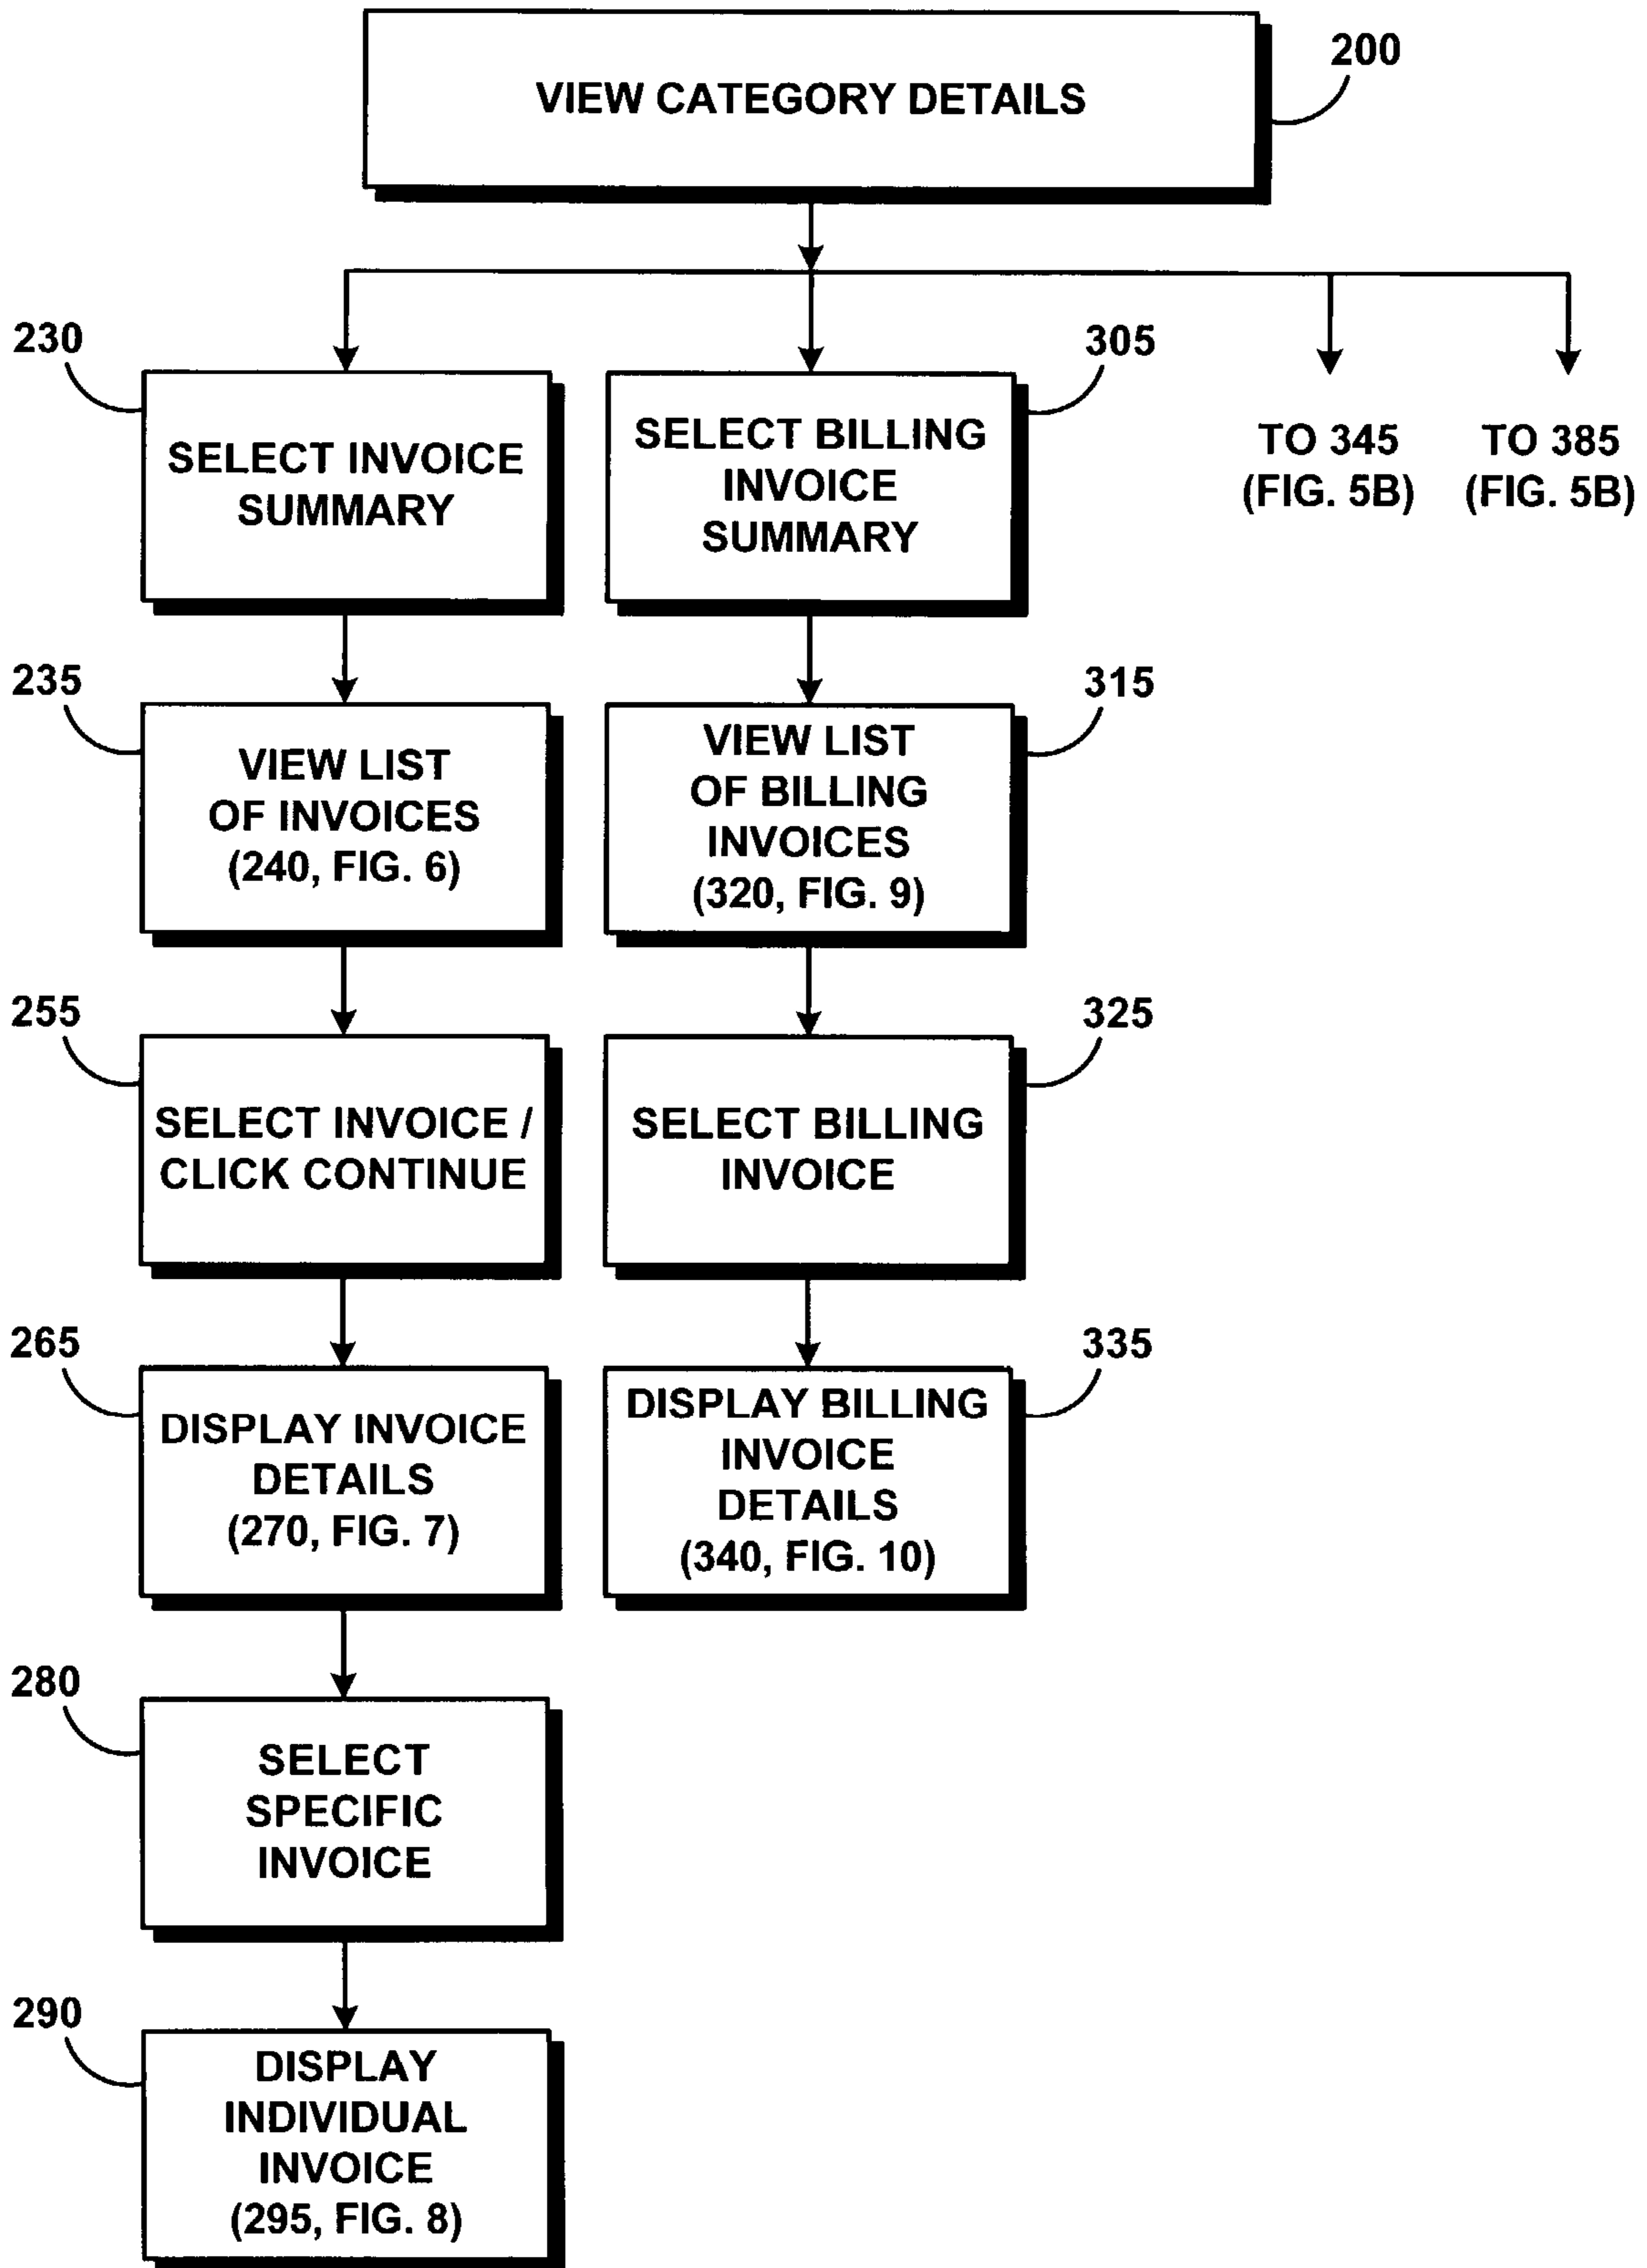 VIEW CATEGORY DETAILS
200
230
SELECT INVOICE
SUMMARY
305
SELECT BILLING
INVOICE
SUMMARY
TO 345
(FIG. 5B)
TO 385
(FIG. 5B)
235
VIEW LIST
OF INVOICES
(240, FIG. 6)
315
VIEW LIST
OF BILLING
INVOICES
(320, FIG. 9)
255
SELECT INVOICE /
CLICK CONTINUE
325
SELECT BILLING
INVOICE
265
DISPLAY INVOICE
DETAILS
(270, FIG. 7)
335
DISPLAY BILLING
INVOICE
DETAILS
(340, FIG. 10)
280
SELECT
SPECIFIC
INVOICE
290
DISPLAY
INDIVIDUAL
INVOICE
(295, FIG. 8)